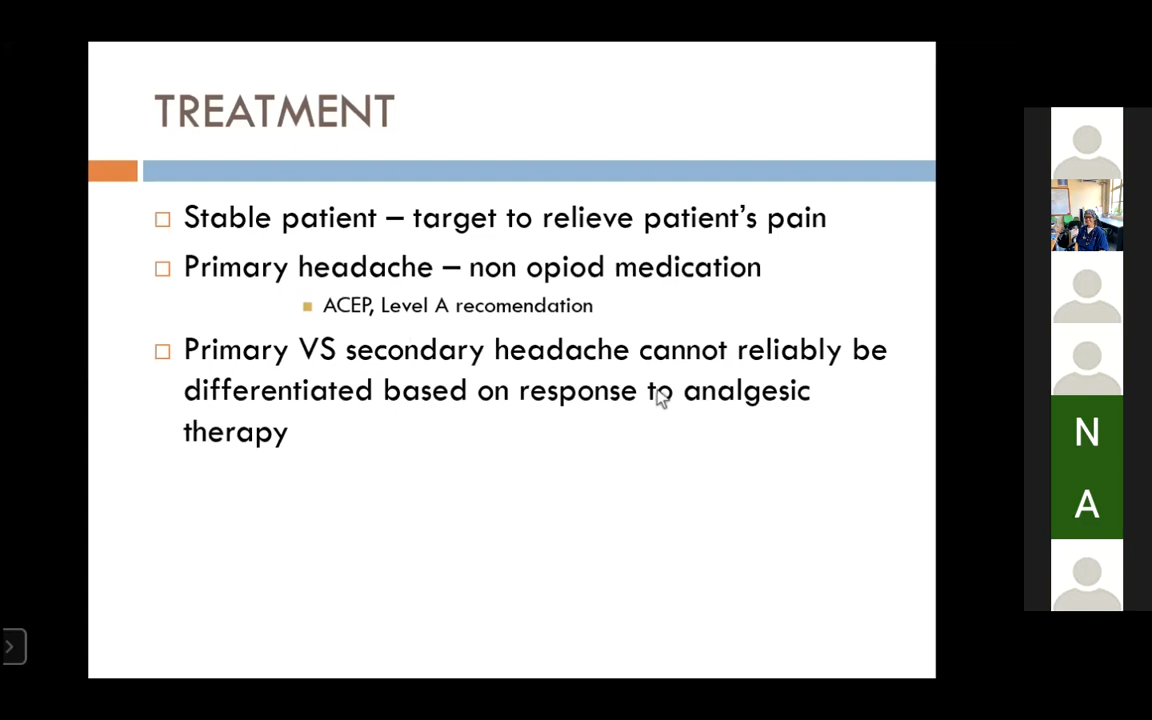 TREATMENT
Stable patient – target to relieve patient's pain
Primary headache – non opiod medication
ACEP, Level A recomendation
Primary VS secondary headache cannot reliably be
differentiated based on response to analgesic
therapy
N
A